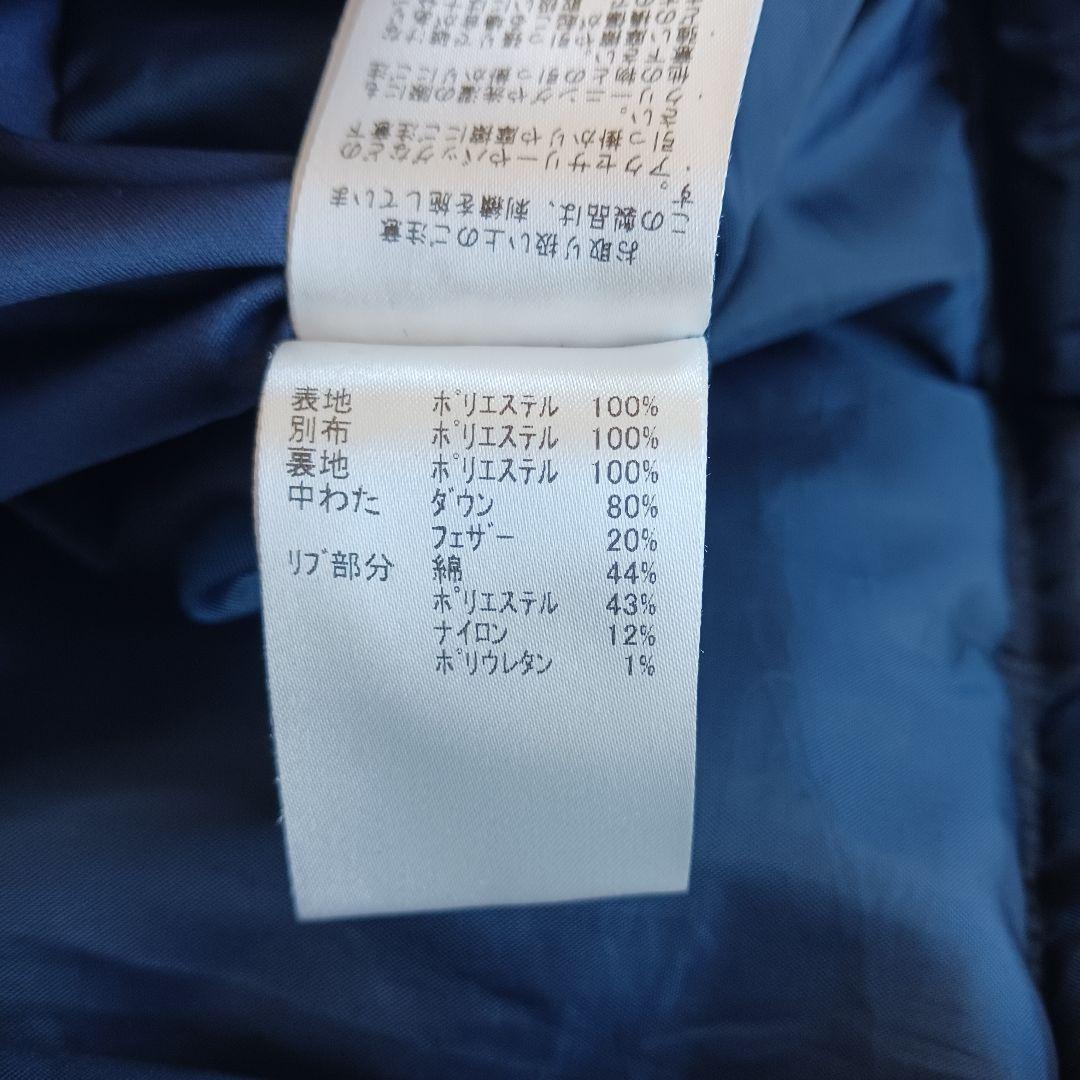 お取り扱い上のご注意
この製品は、刺繍を施していま
す。
・アクセサリーやバッグなどの
引っ掛かりや摩擦にご注意下
さい。
表地 ポリエステル 100%
別布 ポリエステル 100%
裏地 ポリエステル 100%
中わた ダウン 80%
フェザー 20%
リブ部分 綿 44%
ポリエステル 43%
ナイロン 12%
ポリウレタン 1%